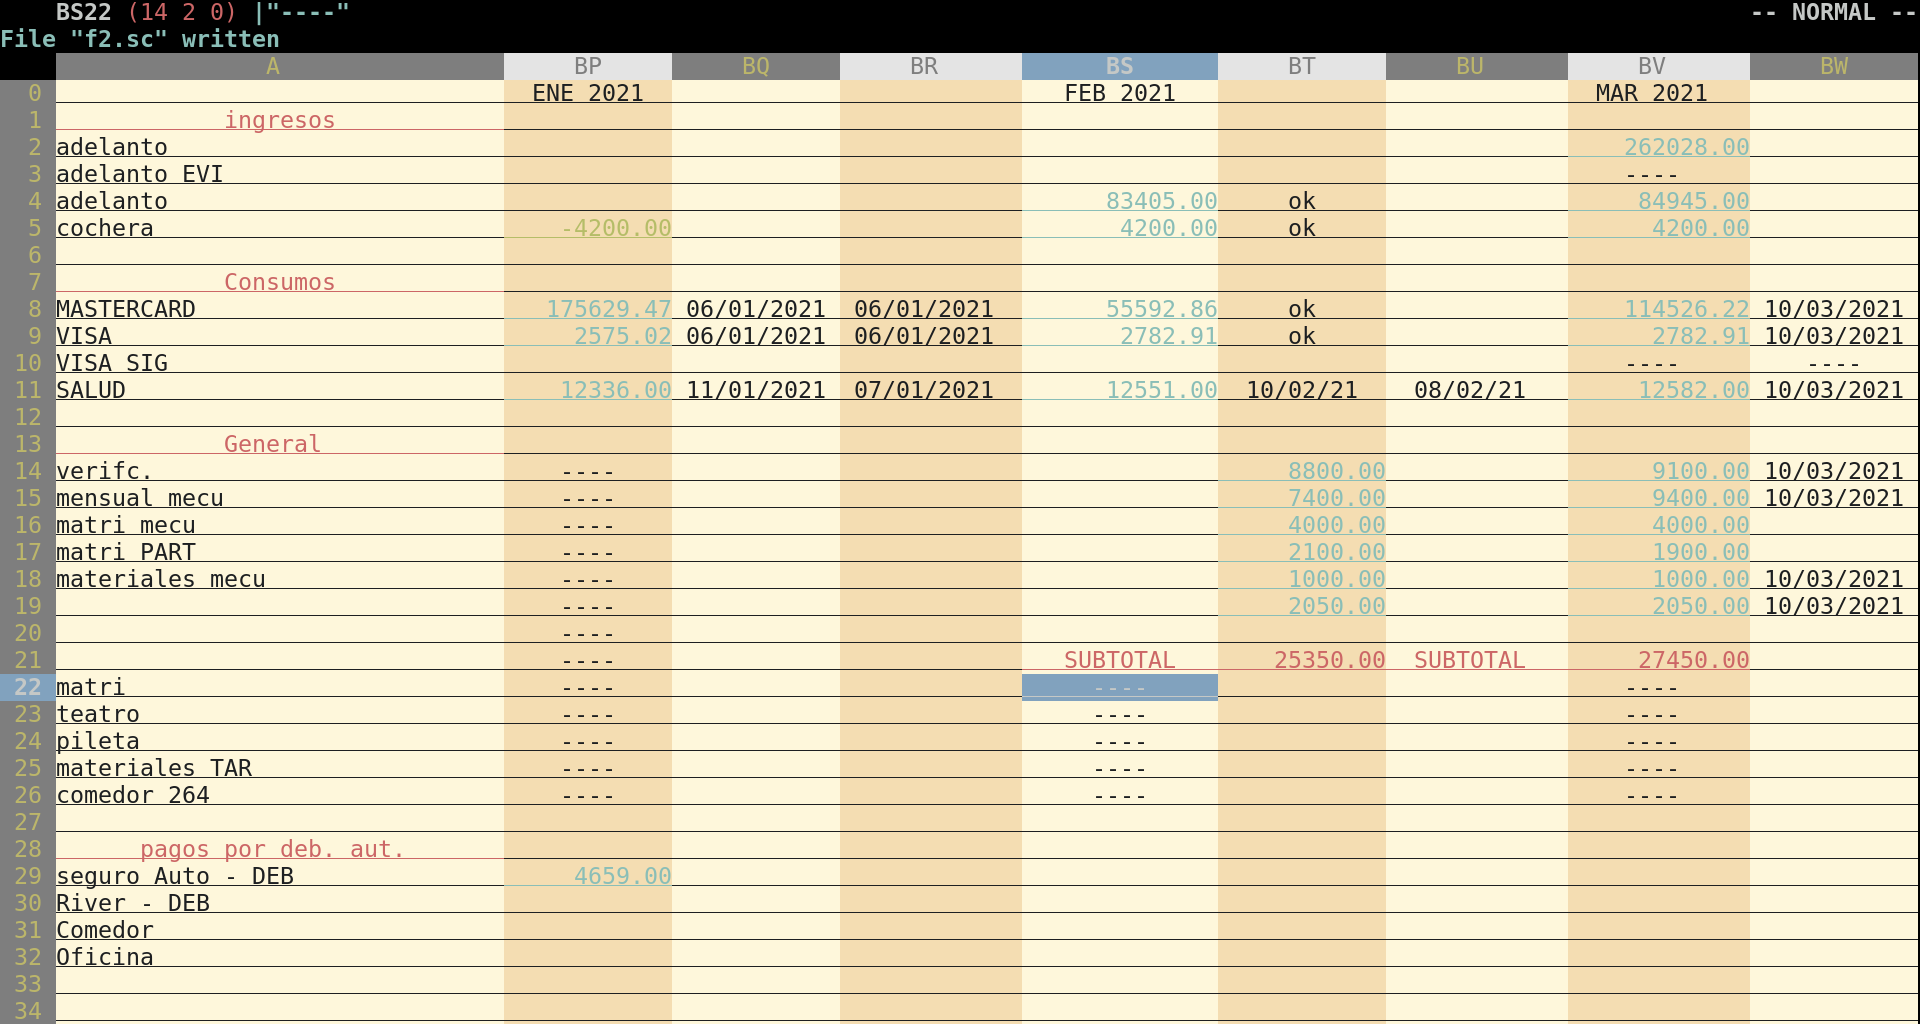 BS22 (14 2 0) |"----" -- NORMAL --
File "f2.sc" written
A BP BQ BR BS BT BU BV BW
0 ENE 2021 FEB 2021 MAR 2021
1 ingresos
2 adelanto 262028.00
3 adelanto EVI ----
4 adelanto 83405.00 ok 84945.00
5 cochera -4200.00 4200.00 ok 4200.00
6
7 Consumos
8 MASTERCARD 175629.47 06/01/2021 06/01/2021 55592.86 ok 114526.22 10/03/2021
9 VISA 2575.02 06/01/2021 06/01/2021 2782.91 ok 2782.91 10/03/2021
10 VISA SIG ---- ----
11 SALUD 12336.00 11/01/2021 07/01/2021 12551.00 10/02/21 08/02/21 12582.00 10/03/2021
12
13 General
14 verifc. ---- 8800.00 9100.00 10/03/2021
15 mensual mecu ---- 7400.00 9400.00 10/03/2021
16 matri mecu ---- 4000.00 4000.00
17 matri PART ---- 2100.00 1900.00
18 materiales mecu ---- 1000.00 1000.00 10/03/2021
19 ---- 2050.00 2050.00 10/03/2021
20 ----
21 ---- SUBTOTAL 25350.00 SUBTOTAL 27450.00
22 matri ---- ---- ----
23 teatro ---- ---- ----
24 pileta ---- ---- ----
25 materiales TAR ---- ---- ----
26 comedor 264 ---- ---- ----
27
28 pagos por deb. aut.
29 seguro Auto - DEB 4659.00
30 River - DEB
31 Comedor
32 Oficina
33
34